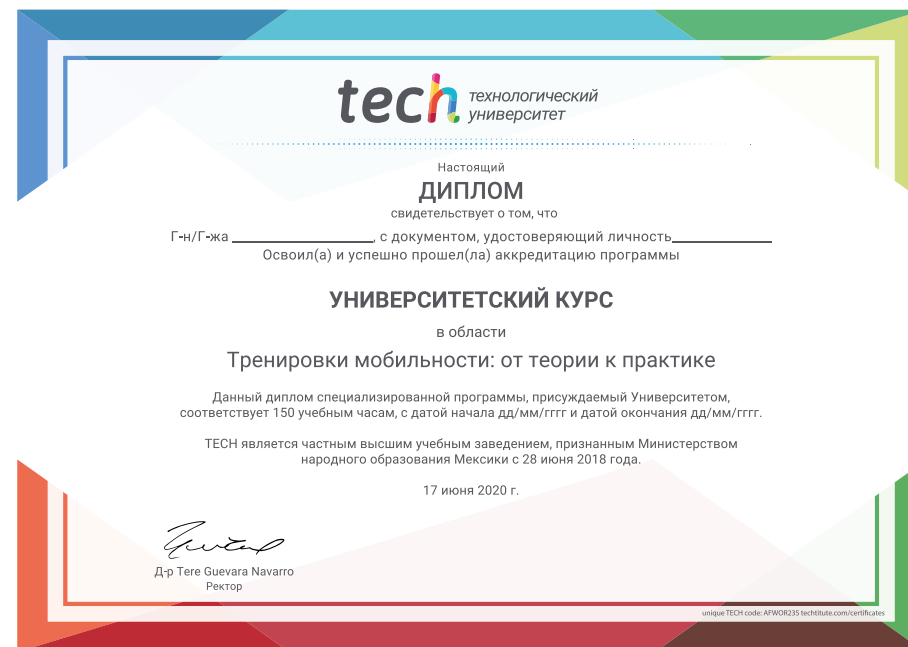 tech технологический
университет
Настоящий
ДИПЛОМ
свидетельствует о том, что
Г-н/Г-жа ____________, с документом, удостоверяющий личность____________
Освоил(а) и успешно прошел(ла) аккредитацию программы
УНИВЕРСИТЕТСКИЙ КУРС
в области
Тренировки мобильности: от теории к практике
Данный диплом специализированной программы, присуждаемый Университетом,
соответствует 150 учебным часам, с датой начала дд/мм/гггг и датой окончания дд/мм/гггг.
TECH является частным высшим учебным заведением, признанным Министерством
народного образования Мексики с 28 июня 2018 года.
17 июня 2020 г.
Д-р Tere Guevara Navarro
Ректор
unique TECH code: AFWOR235 techtitute.com/certificates